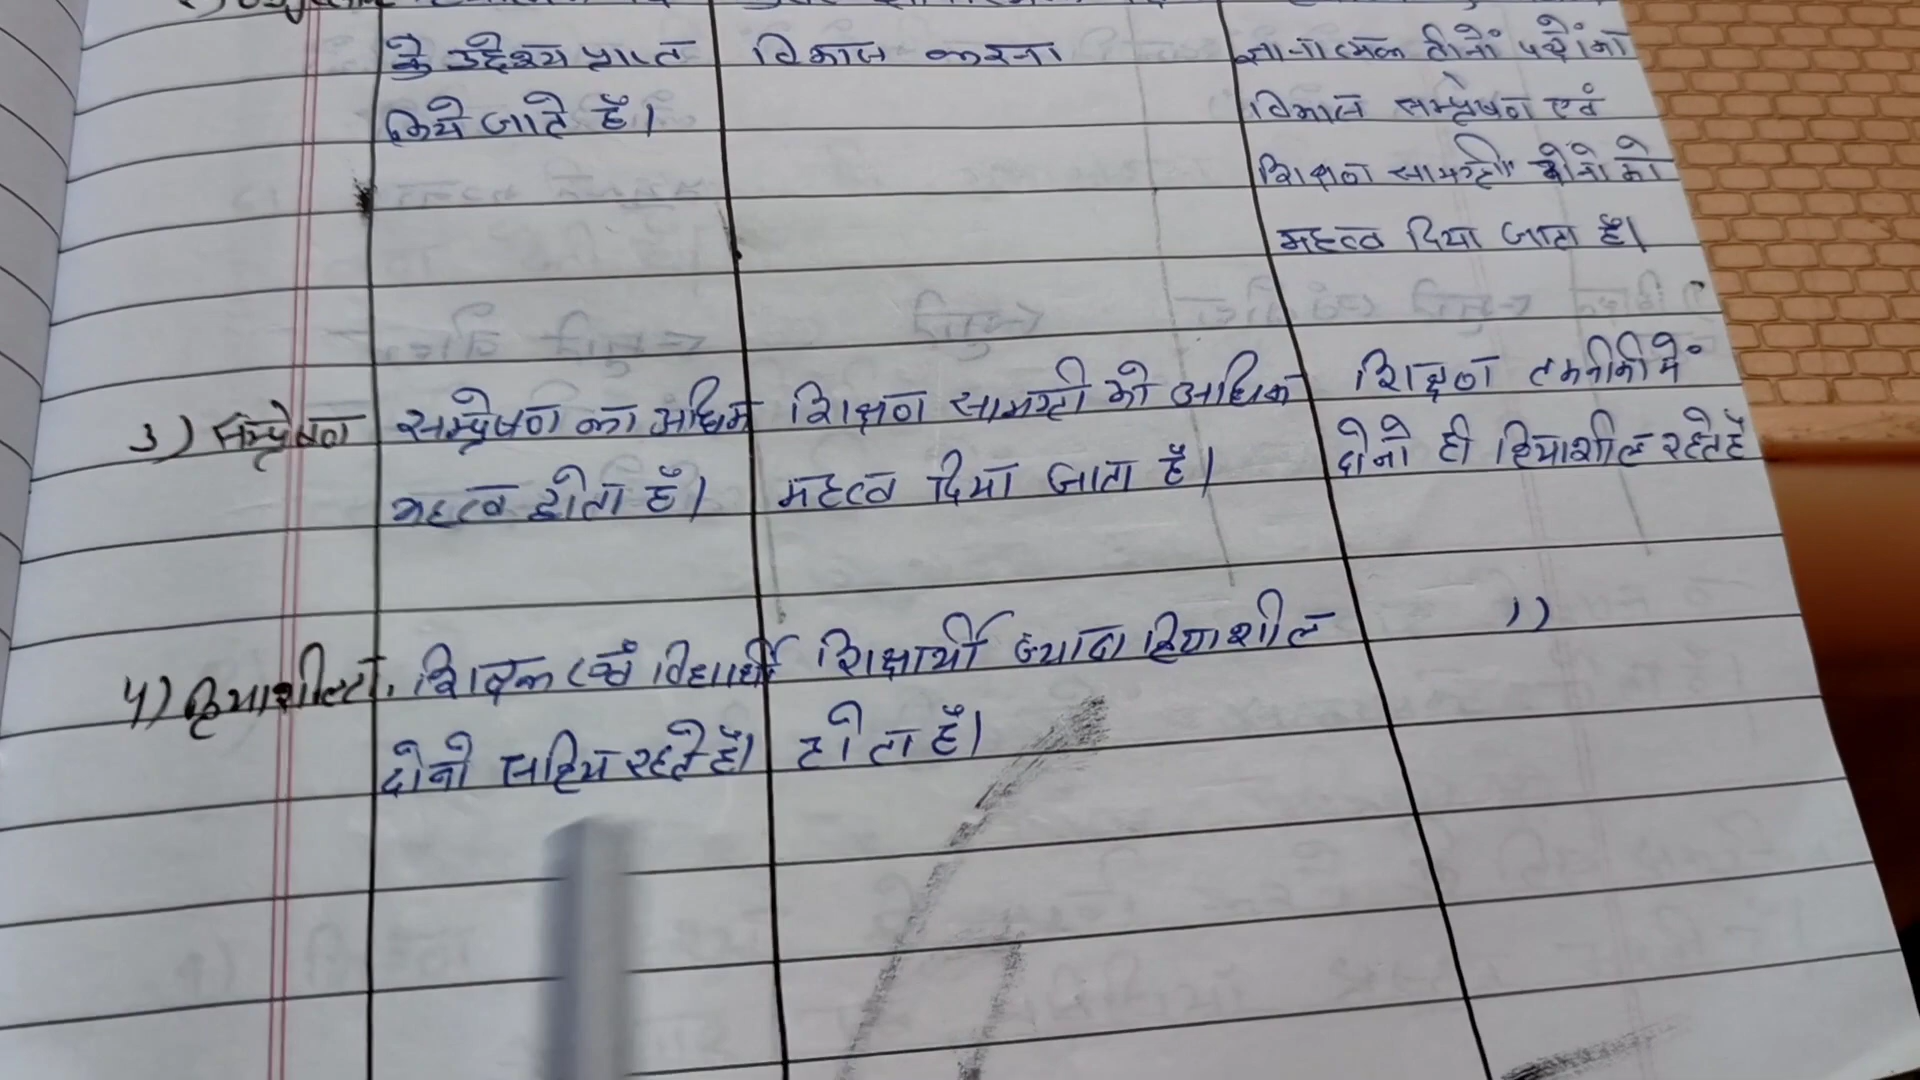 के उद्देश्य प्राप्त
किये जाते हैं।
विकास करना
ज्ञानात्मक तीनों पक्षों का
विकास सम्प्रेषण एवं
शिक्षण सामग्री दोनो को
महत्व दिया जाता है।
3) सम्प्रेषण
सम्प्रेषण का अधिक
महत्व होता है।
शिक्षण सामग्री को अधिक
महत्व दिया जाता है।
शिक्षण तकनीकी में
दोनो ही क्रियाशील रहते हैं
4) क्रियाशीलता
शिक्षक एवं विद्यार्थी
दोनो सक्रिय रहते हैं।
शिक्षार्थी ज्यादा क्रियाशील
होता है।
))